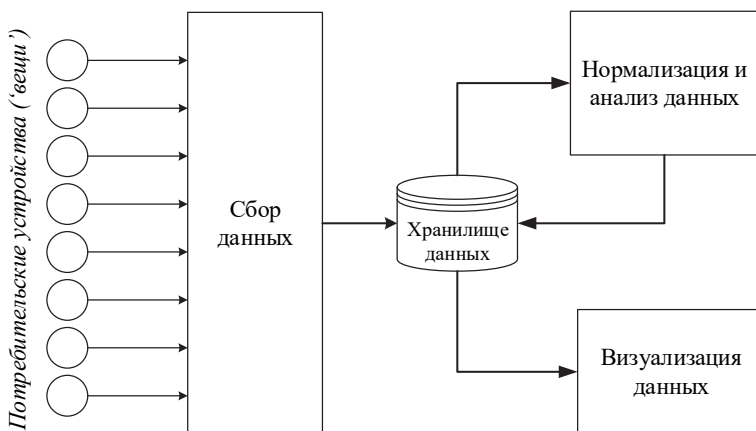 Потребительские устройства (‘вещи’)
Сбор
данных
Хранилище
данных
Нормализация и
анализ данных
Визуализация
данных